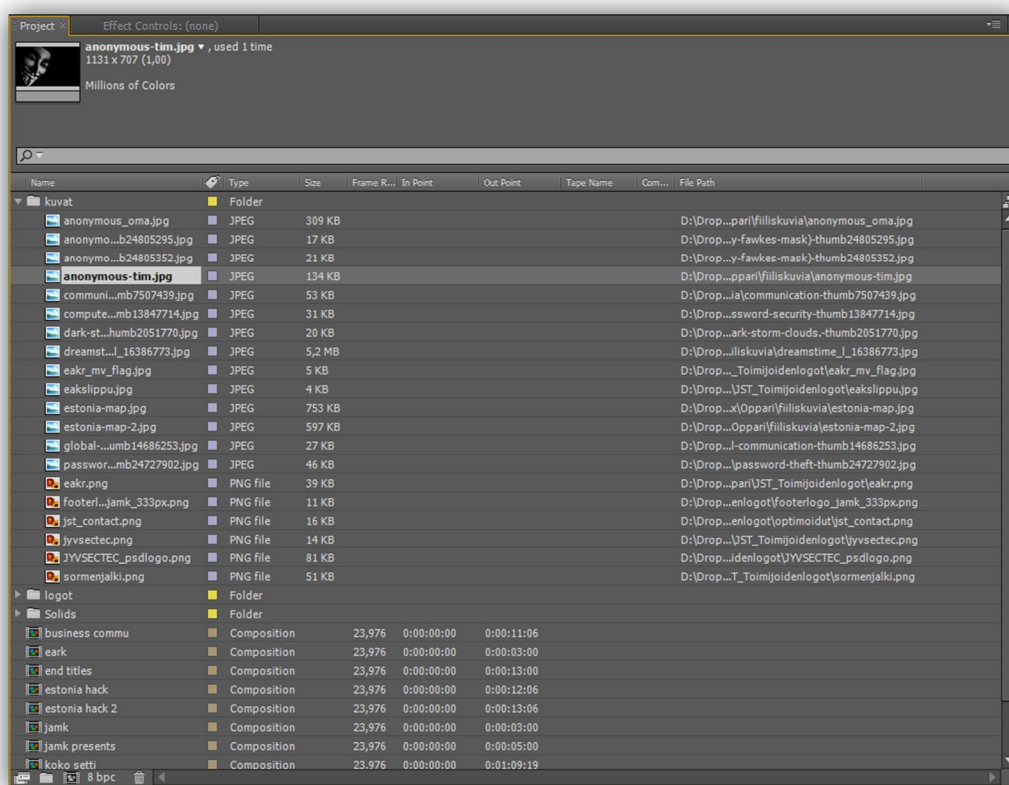 Project × Effect Controls: (none)
anonymous-tim.jpg ▼ , used 1 time
1131 x 707 (1,00)
Millions of Colors
Name Type Size Frame R... In Point Out Point Tape Name Com... File Path
kuvat Folder
anonymous_oma.jpg JPEG 309 KB D:\Drop...pari\fiiliskuvia\anonymous_oma.jpg
anonymo...b24805295.jpg JPEG 17 KB D:\Drop...y-fawkes-mask)-thumb24805295.jpg
anonymo...b24805352.jpg JPEG 21 KB D:\Drop...y-fawkes-mask)-thumb24805352.jpg
anonymous-tim.jpg JPEG 134 KB D:\Drop...ppari\fiiliskuvia\anonymous-tim.jpg
communi...mb7507439.jpg JPEG 53 KB D:\Drop...ia\communication-thumb7507439.jpg
compute...mb13847714.jpg JPEG 31 KB D:\Drop...ssword-security-thumb13847714.jpg
dark-st...humb2051770.jpg JPEG 20 KB D:\Drop...ark-storm-clouds.-thumb2051770.jpg
dreamst...l_16386773.jpg JPEG 5,2 MB D:\Drop...iliskuvia\dreamstime_l_16386773.jpg
eakr_mv_flag.jpg JPEG 5 KB D:\Drop..._Toimijoidenlogot\eakr_mv_flag.jpg
eakslippu.jpg JPEG 4 KB D:\Drop...\JST_Toimijoidenlogot\eakslippu.jpg
estonia-map.jpg JPEG 753 KB D:\Drop...x\Oppari\fiiliskuvia\estonia-map.jpg
estonia-map-2.jpg JPEG 597 KB D:\Drop...Oppari\fiiliskuvia\estonia-map-2.jpg
global-...umb14686253.jpg JPEG 27 KB D:\Drop...l-communication-thumb14686253.jpg
passwor...mb24727902.jpg JPEG 46 KB D:\Drop...\password-theft-thumb24727902.jpg
eakr.png PNG file 39 KB D:\Drop...pari\JST_Toimijoidenlogot\eakr.png
footerl...jamk_333px.png PNG file 11 KB D:\Drop...enlogot\footerlogo_jamk_333px.png
jst_contact.png PNG file 16 KB D:\Drop...enlogot\optimoidut\jst_contact.png
jyvsectec.png PNG file 14 KB D:\Drop...\JST_Toimijoidenlogot\jyvsectec.png
JYVSECTEC_psdlogo.png PNG file 81 KB D:\Drop...idenlogot\JYVSECTEC_psdlogo.png
sormenjalki.png PNG file 51 KB D:\Drop...T_Toimijoidenlogot\sormenjalki.png
logot Folder
Solids Folder
business commu Composition 23,976 0:00:00:00 0:00:11:06
eark Composition 23,976 0:00:00:00 0:00:03:00
end titles Composition 23,976 0:00:00:00 0:00:13:00
estonia hack Composition 23,976 0:00:00:00 0:00:12:06
estonia hack 2 Composition 23,976 0:00:00:00 0:00:13:06
jamk Composition 23,976 0:00:00:00 0:00:03:00
jamk presents Composition 23,976 0:00:00:00 0:00:05:00
koko setti Composition 23,976 0:00:00:00 0:01:09:19
8 bpc